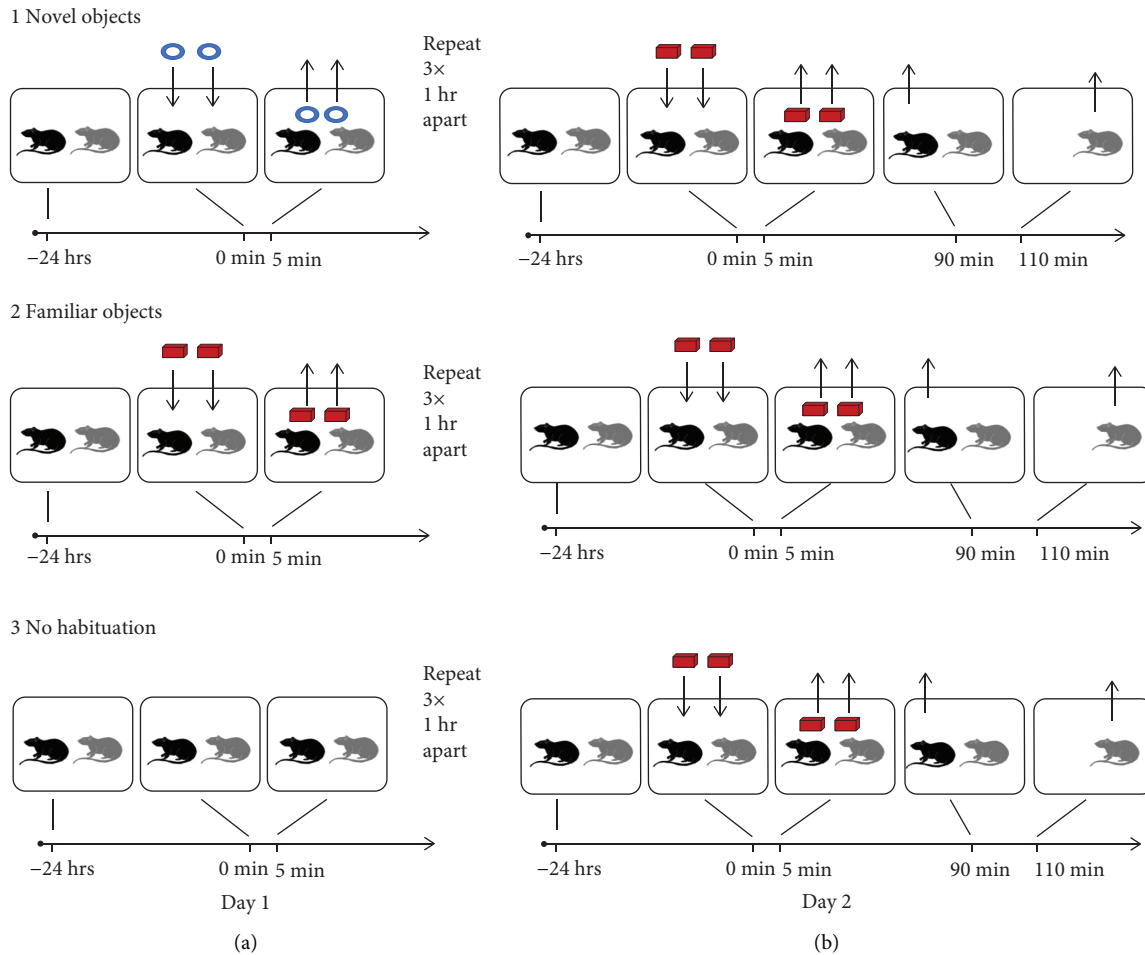 1 Novel objects
Repeat
3×
1 hr
apart
−24 hrs
0 min
5 min
−24 hrs
0 min
5 min
90 min
110 min
2 Familiar objects
Repeat
3×
1 hr
apart
−24 hrs
0 min
5 min
−24 hrs
0 min
5 min
90 min
110 min
3 No habituation
Repeat
3×
1 hr
apart
−24 hrs
0 min
5 min
−24 hrs
0 min
5 min
90 min
110 min
Day 1
Day 2
(a)
(b)